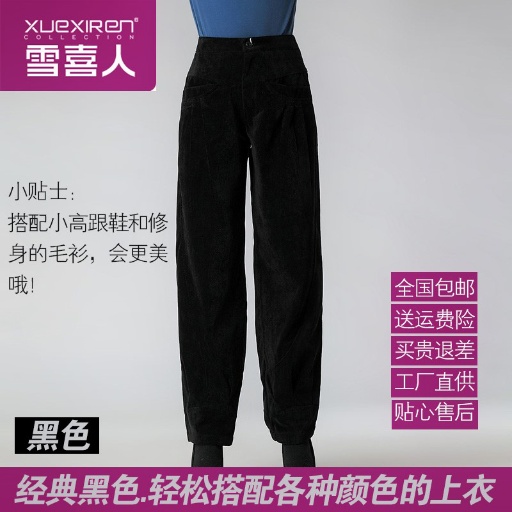 XUEXIREN®
COLLECTION
雪喜人
小贴士:
搭配小高跟鞋和修
身的毛衫，会更美
哦!
全国包邮
送运费险
买贵退差
工厂直供
贴心售后
黑色
经典黑色.轻松搭配各种颜色的上衣